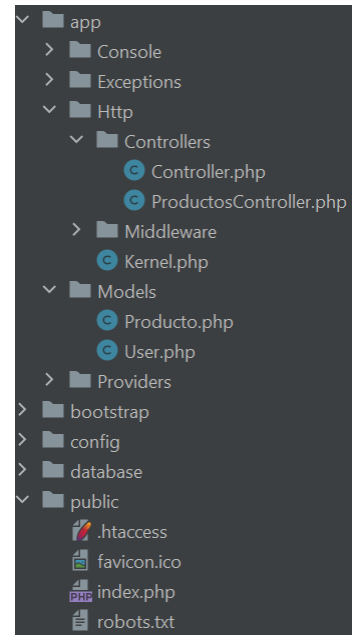 app
Console
Exceptions
Http
Controllers
Controller.php
ProductosController.php
Middleware
Kernel.php
Models
Producto.php
User.php
Providers
bootstrap
config
database
public
.htaccess
favicon.ico
index.php
robots.txt